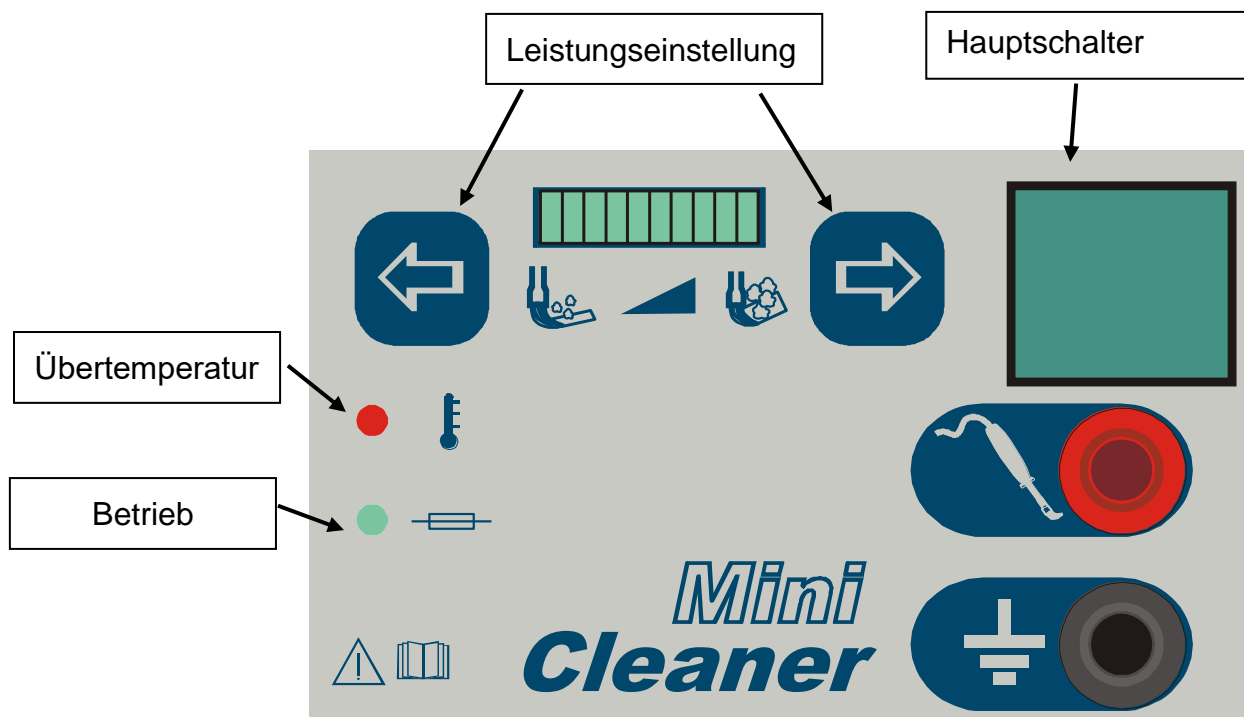 Leistungseinstellung
Hauptschalter
Übertemperatur
Betrieb
Mini
Cleaner